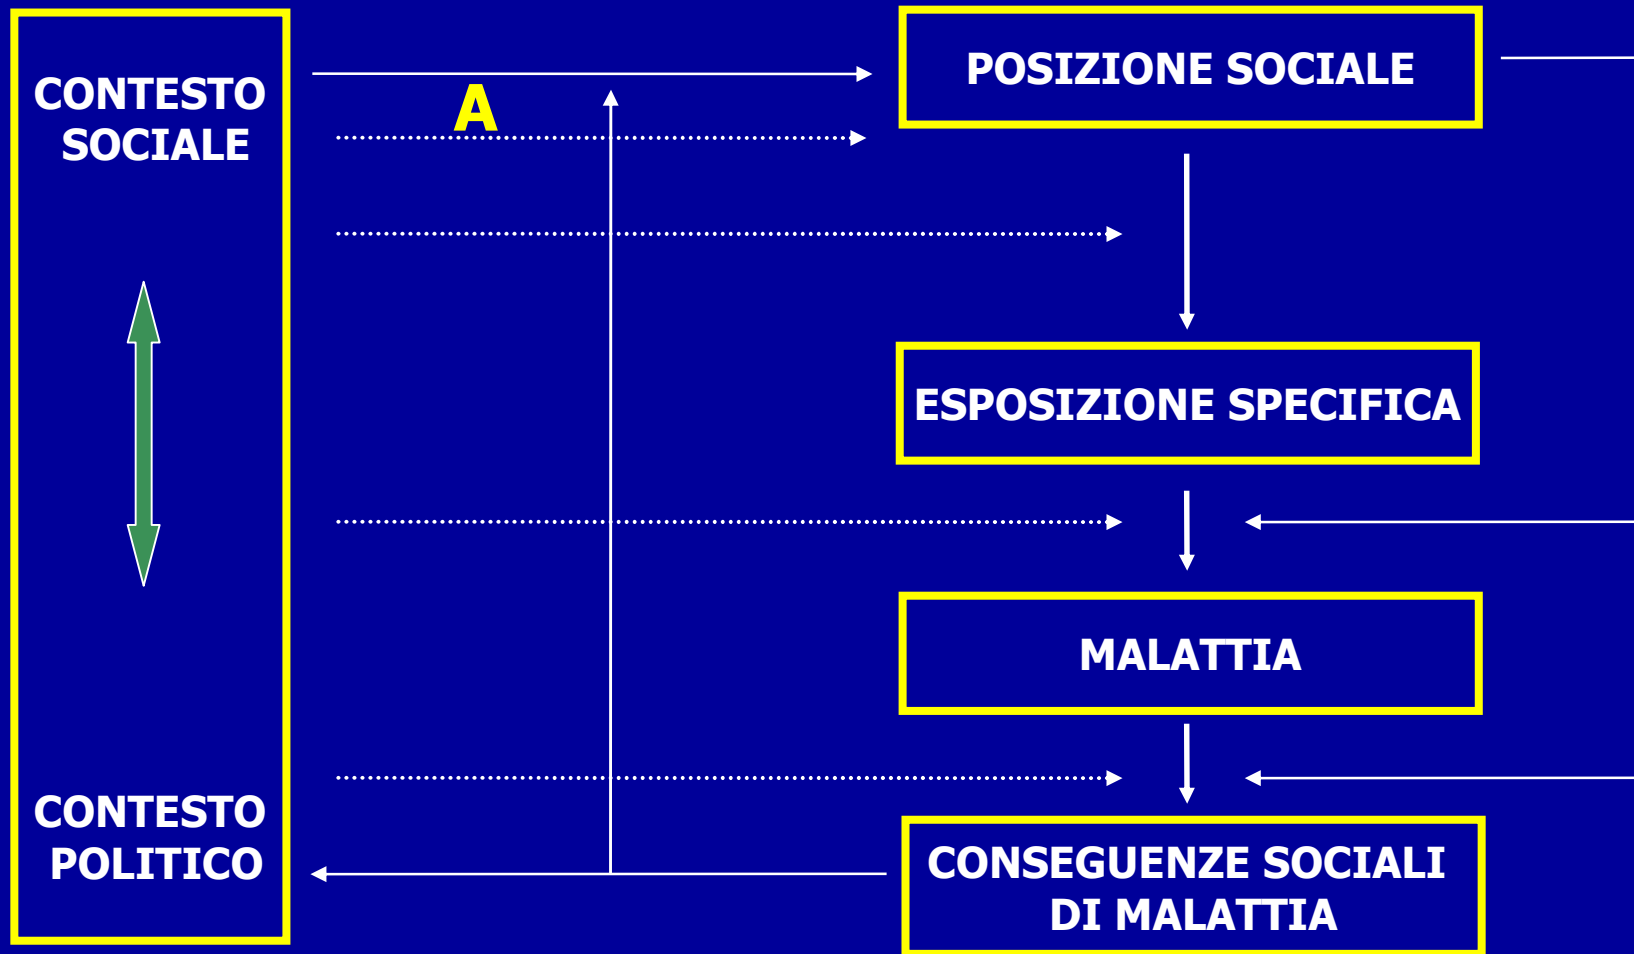 CONTESTO
SOCIALE
CONTESTO
POLITICO
A
POSIZIONE SOCIALE
ESPOSIZIONE SPECIFICA
MALATTIA
CONSEGUENZE SOCIALI
DI MALATTIA